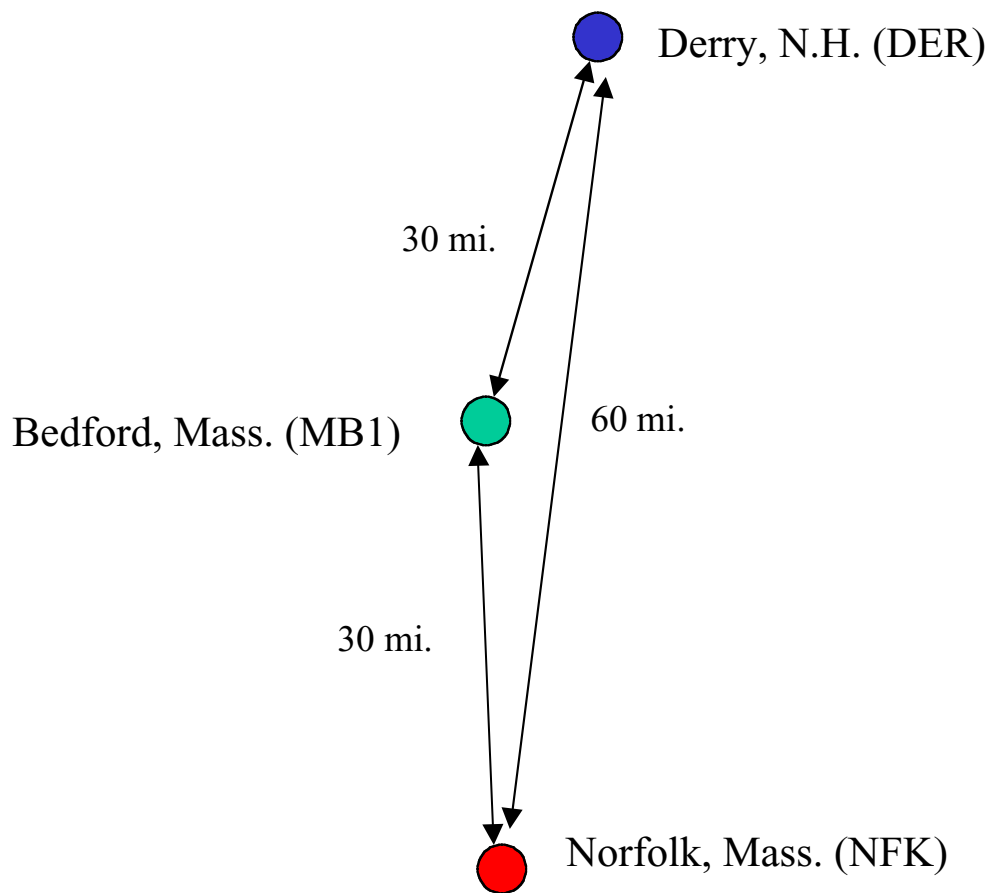 Derry, N.H. (DER)
30 mi.
60 mi.
Bedford, Mass. (MB1)
30 mi.
Norfolk, Mass. (NFK)